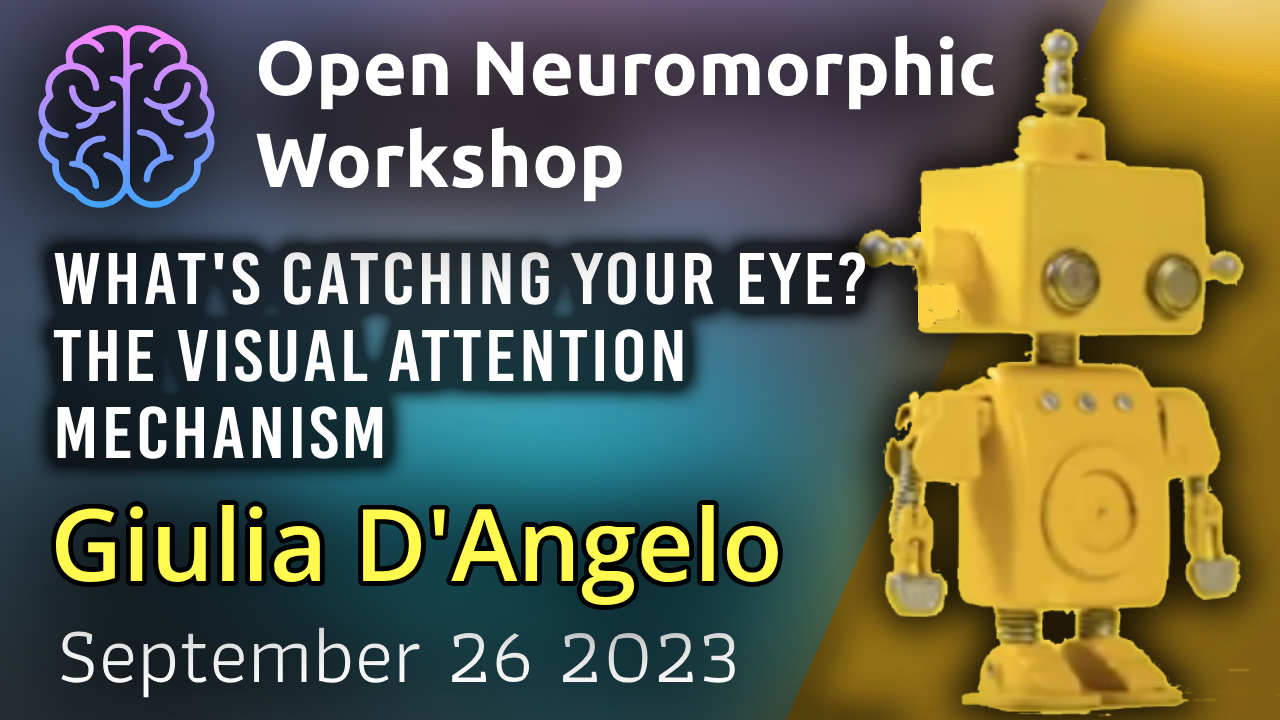 Open Neuromorphic
Workshop
WHAT'S CATCHING YOUR EYE?
THE VISUAL ATTENTION
MECHANISM
Giulia D'Angelo
September 26 2023